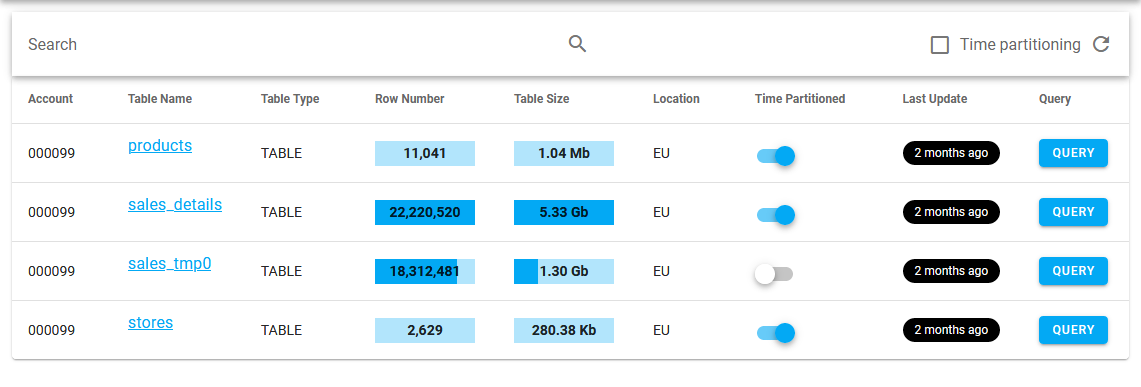 Search Time partitioning
Account Table Name Table Type Row Number Table Size Location Time Partitioned Last Update Query
000099 products TABLE 11,041 1.04 Mb EU 2 months ago QUERY
000099 sales_details TABLE 22,220,520 5.33 Gb EU 2 months ago QUERY
000099 sales_tmp0 TABLE 18,312,481 1.30 Gb EU 2 months ago QUERY
000099 stores TABLE 2,629 280.38 Kb EU 2 months ago QUERY